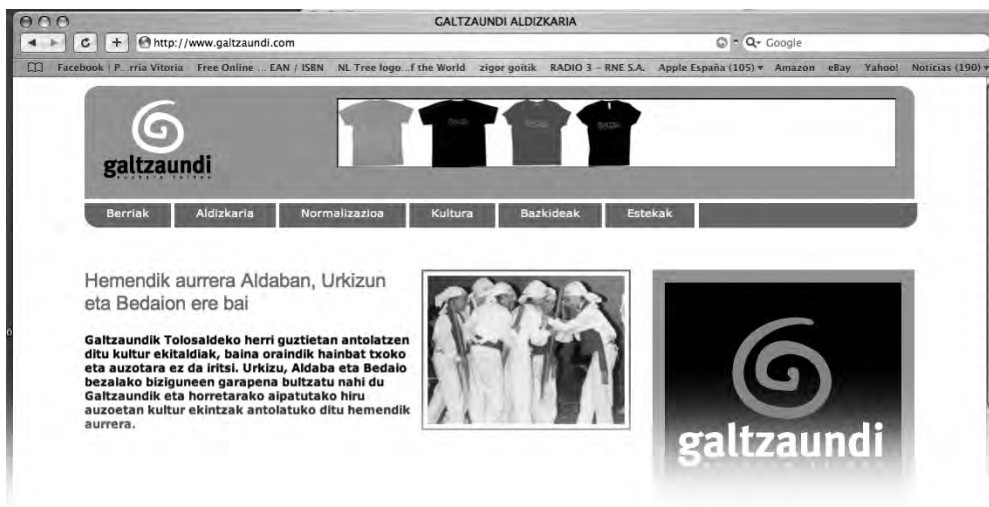 GALTZAUNDI ALDIZKARIA
http://www.galtzaundi.com
Google
Facebook | P...rria Vitoria Free Online ... EAN / ISBN NL Tree logo...f the World zigor goitik RADIO 3 – RNE S.A. Apple España (105) Amazon eBay Yahoo! Noticias (190)
galtzaundi
euskara taldea
Berriak Aldizkaria Normalizazioa Kultura Bazkideak Estekak
Hemendik aurrera Aldaban, Urkizun
eta Bedaion ere bai
Galtzaundik Tolosaldeko herri guztietan antolatzen
ditu kultur ekitaldiak, baina oraindik hainbat txoko
eta auzotara ez da iritsi. Urkizu, Aldaba eta Bedaio
bezalako biziguneen garapena bultzatu nahi du
Galtzaundik eta horretarako aipatutako hiru
auzoetan kultur ekintzak antolatuko ditu hemendik
aurrera.
galtzaundi